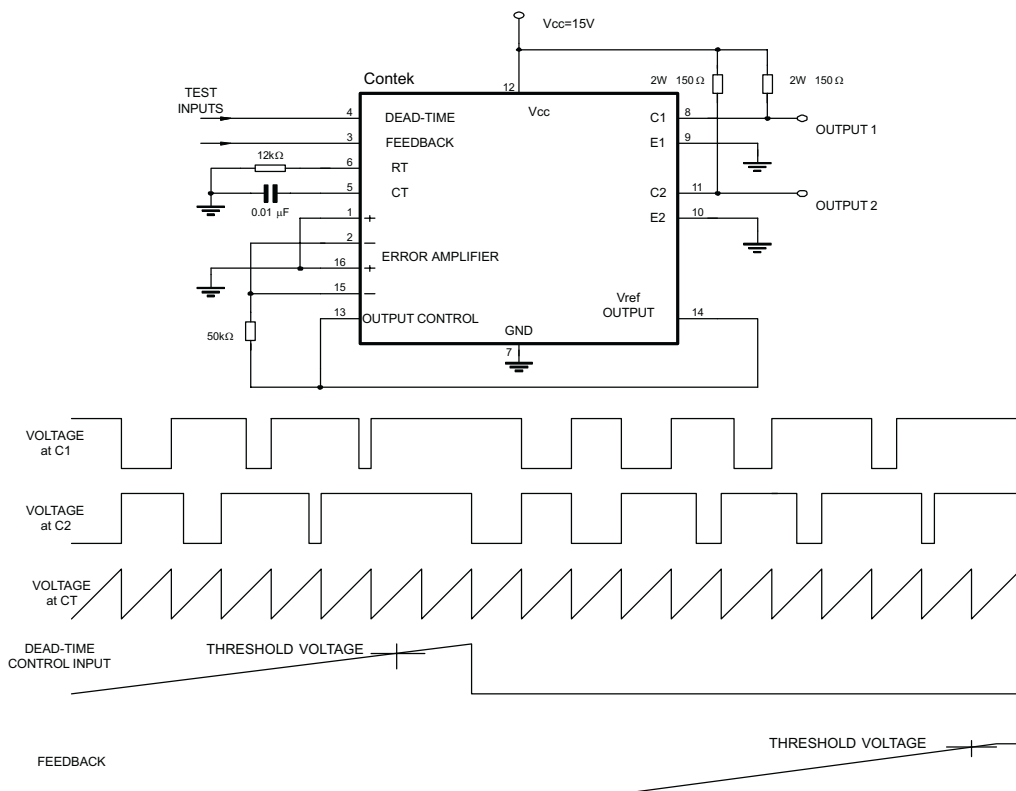 Vcc=15V
Contek
12
2W 150 Ω
2W 150 Ω
TEST
INPUTS
Vcc
4
DEAD-TIME
C1
8
OUTPUT 1
3
FEEDBACK
E1
9
12kΩ
6
RT
5
CT
C2
11
OUTPUT 2
0.01 µF
1
+
E2
10
2
−
ERROR AMPLIFIER
16
+
15
−
Vref
OUTPUT
13
OUTPUT CONTROL
14
50kΩ
GND
7
VOLTAGE
at C1
VOLTAGE
at C2
VOLTAGE
at CT
DEAD-TIME
CONTROL INPUT
THRESHOLD VOLTAGE
THRESHOLD VOLTAGE
FEEDBACK